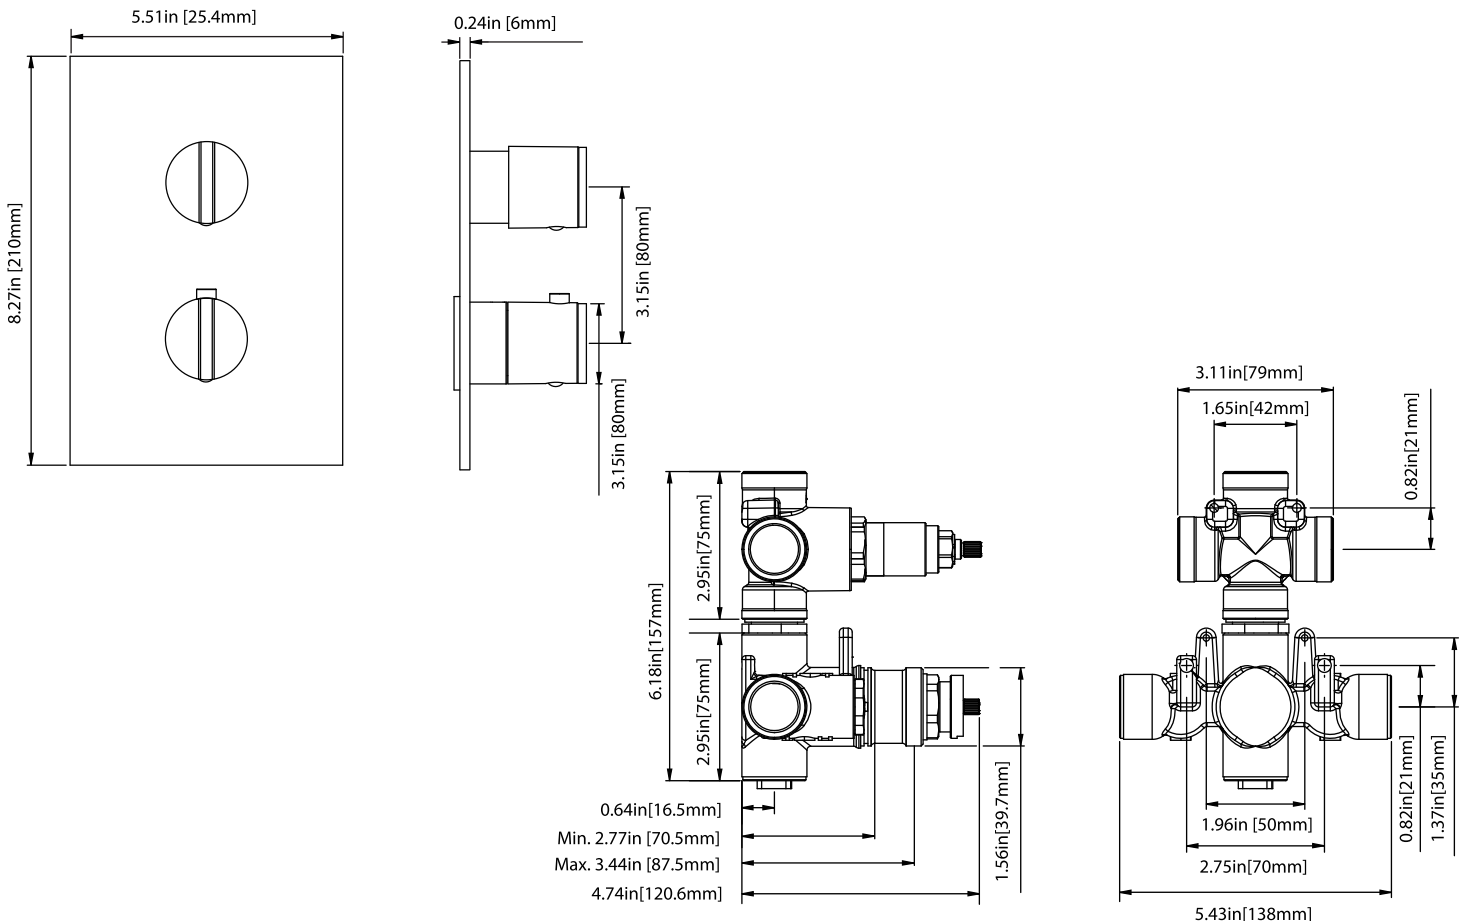 5.51in [25.4mm]
0.24in [6mm]
8.27in [210mm]
3.15in [80mm]
3.15in [80mm]
3.11in[79mm]
1.65in[42mm]
0.82in[21mm]
2.95in[75mm]
6.18in[157mm]
2.95in[75mm]
0.64in[16.5mm]
Min. 2.77in [70.5mm]
Max. 3.44in [87.5mm]
4.74in[120.6mm]
1.56in[39.7mm]
1.96in [50mm]
2.75in[70mm]
5.43in[138mm]
0.82in[21mm]
1.37in[35mm]